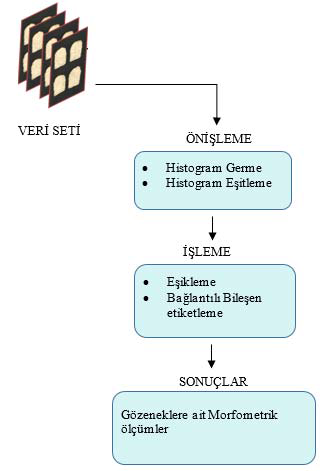 VERİ SETİ
ÖNİŞLEME
• Histogram Germe
• Histogram Eşitleme
İŞLEME
• Eşikleme
• Bağlantılı Bileşen
etiketleme
SONUÇLAR
Gözeneklere ait Morfometrik
ölçümler